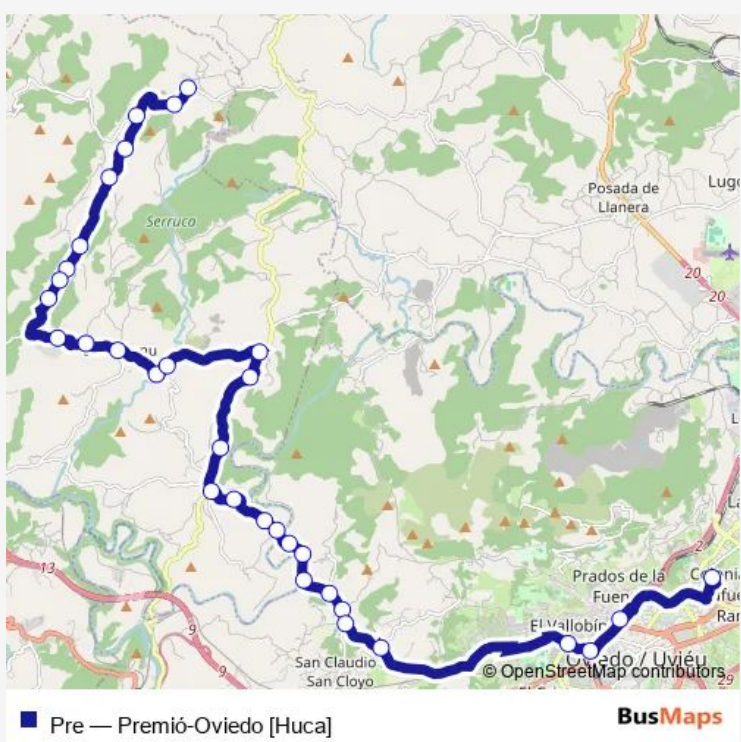 Posada de
Llanera
Lugo
Serruca
20
20
13
9
9
2
Prados de la
Fuen
El Vallobín
San Claudio
San Cloyo
Oviedo / Uviéu
29
© OpenStreetMap contributors
Pre — Premió-Oviedo [Huca]
BusMaps